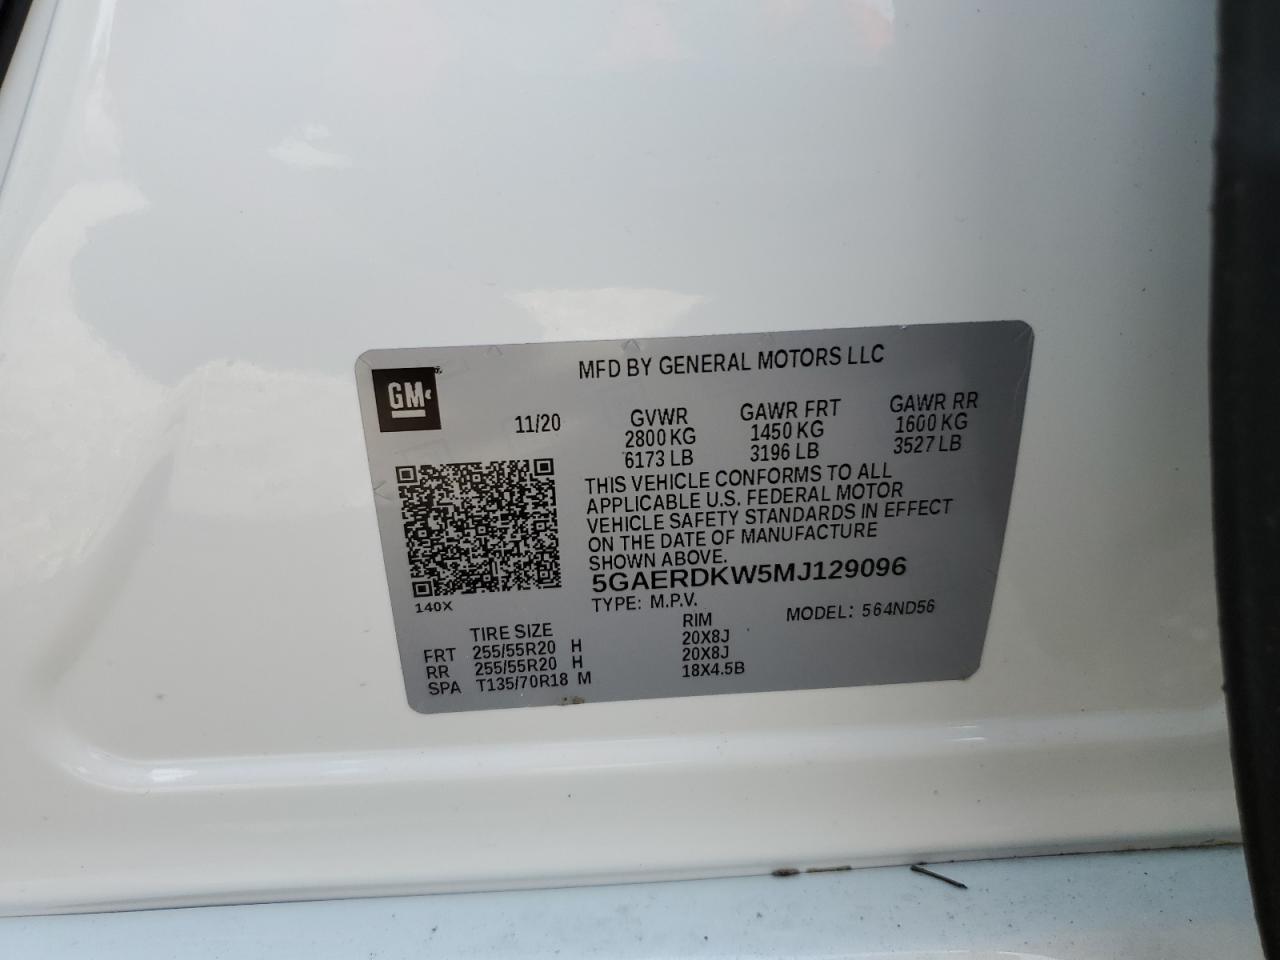 MFD BY GENERAL MOTORS LLC
GM
11/20 GVWR GAWR FRT GAWR RR
2800 KG 1450 KG 1600 KG
6173 LB 3196 LB 3527 LB
THIS VEHICLE CONFORMS TO ALL
APPLICABLE U.S. FEDERAL MOTOR
VEHICLE SAFETY STANDARDS IN EFFECT
ON THE DATE OF MANUFACTURE
SHOWN ABOVE.
5GAERDKW5MJ129096
140X
TYPE: M.P.V. MODEL: 564ND56
TIRE SIZE RIM
FRT 255/55R20 H 20X8J
RR 255/55R20 H 20X8J
SPA T135/70R18 M 18X4.5B